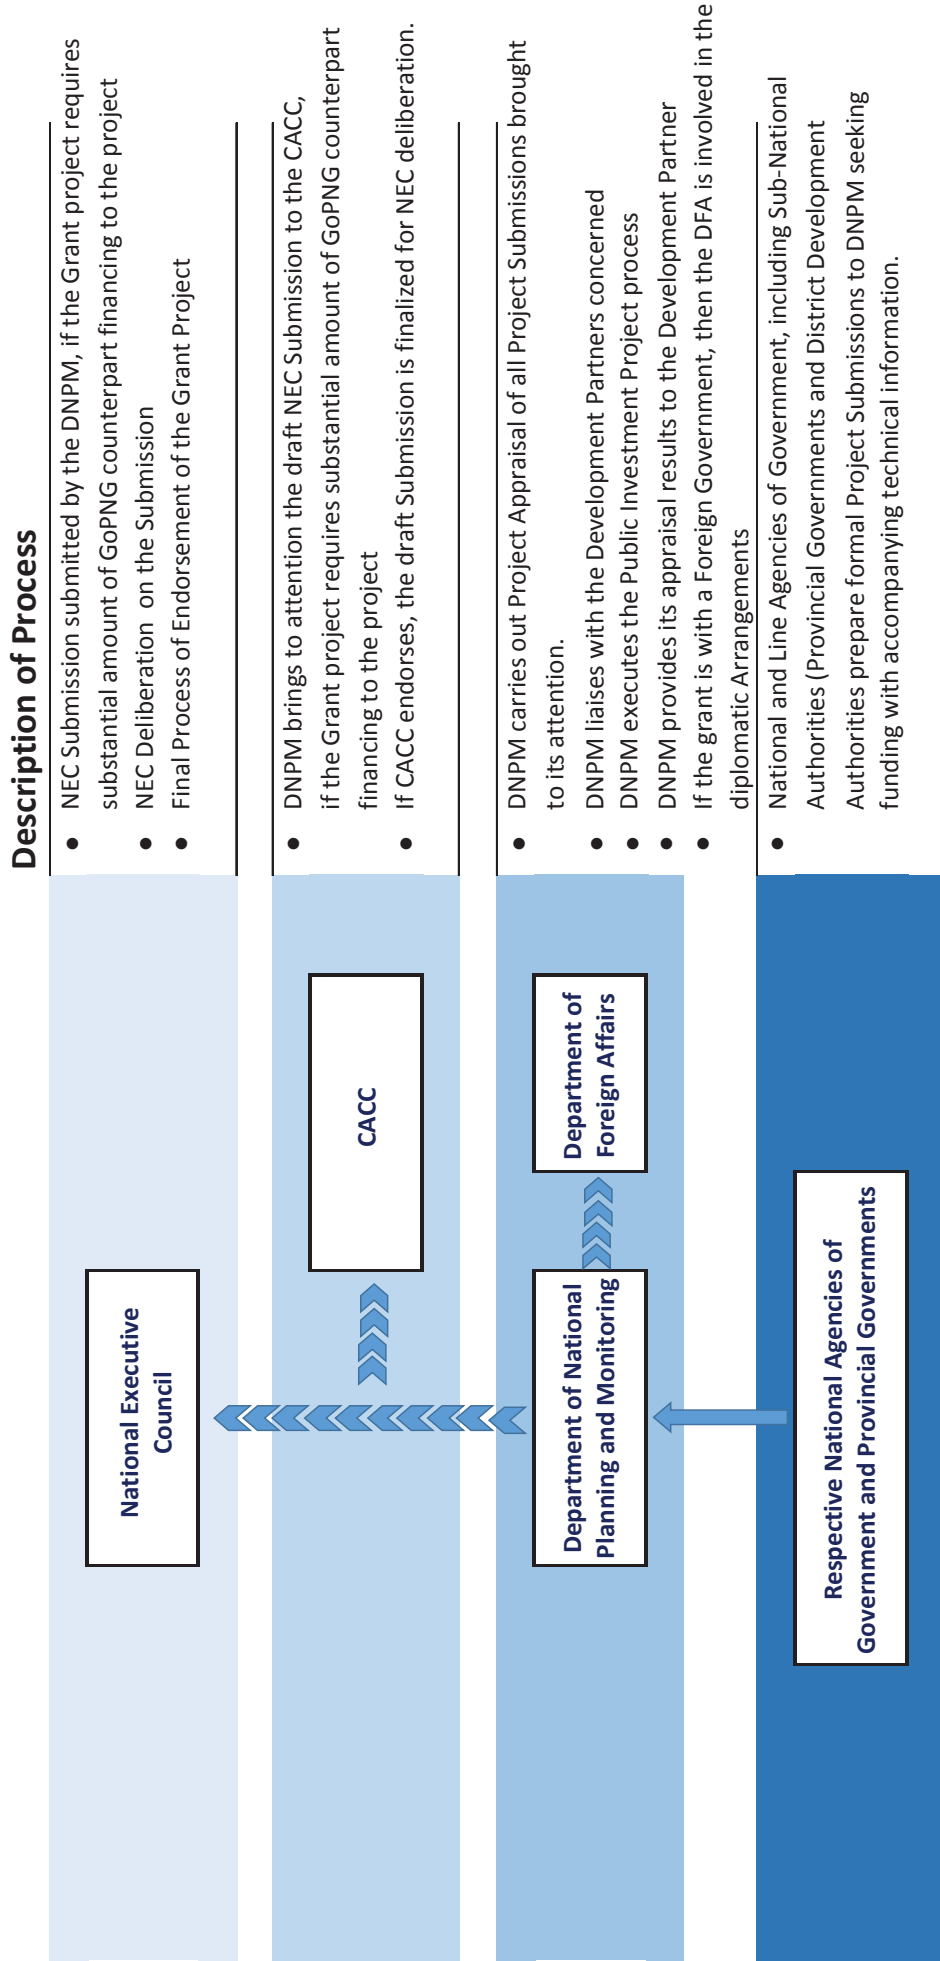 Description of Process
National Executive
Council
● NEC Submission submitted by the DNPM, if the Grant project requires
substantial amount of GoPNG counterpart financing to the project
● NEC Deliberation on the Submission
● Final Process of Endorsement of the Grant Project
CACC
● DNPM brings to attention the draft NEC Submission to the CACC,
if the Grant project requires substantial amount of GoPNG counterpart
financing to the project
● If CACC endorses, the draft Submission is finalized for NEC deliberation.
Department of National
Planning and Monitoring
Department of
Foreign Affairs
● DNPM carries out Project Appraisal of all Project Submissions brought
to its attention.
● DNPM liaises with the Development Partners concerned
● DNPM executes the Public Investment Project process
● DNPM provides its appraisal results to the Development Partner
● If the grant is with a Foreign Government, then the DFA is involved in the
diplomatic Arrangements
Respective National Agencies of
Government and Provincial Governments
● National and Line Agencies of Government, including Sub-National
Authorities (Provincial Governments and District Development
Authorities prepare formal Project Submissions to DNPM seeking
funding with accompanying technical information.